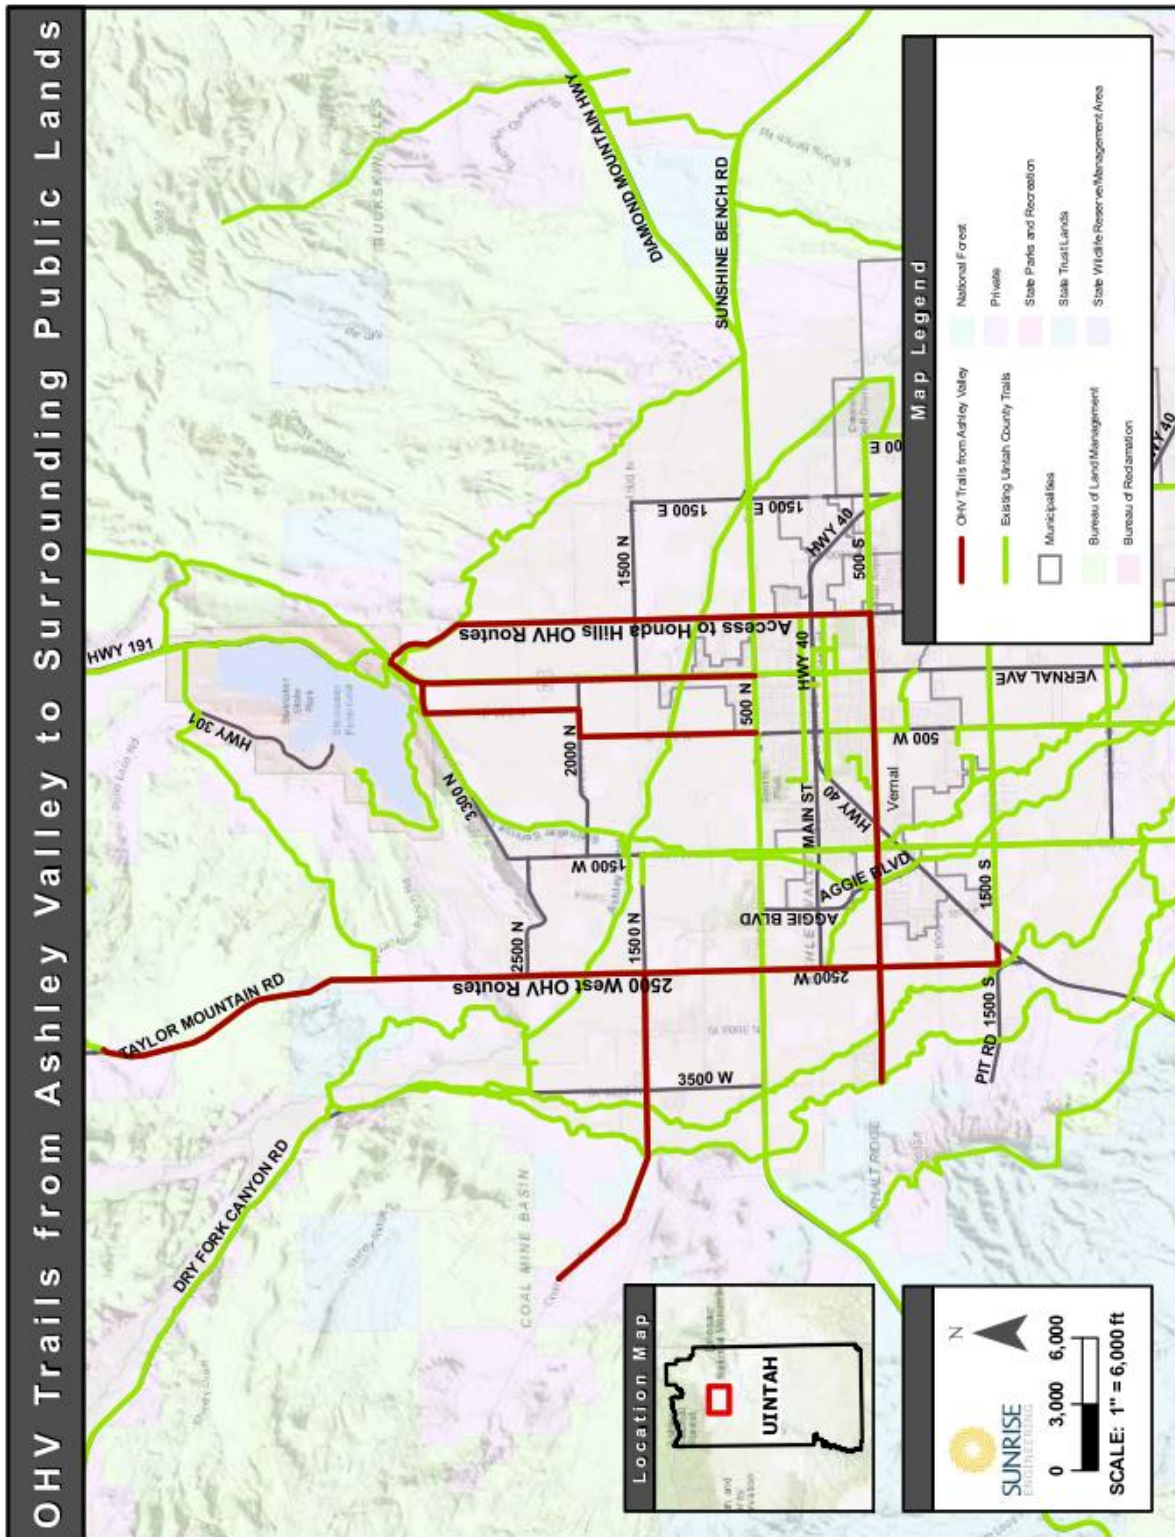 OHV Trails from Ashley Valley to Surrounding Public Lands
HWY 191
HWY 301
TAYLOR MOUNTAIN RD
DRY FORK CANYON RD
DIAMOND MOUNTAIN HWY
SUNSHINE BENCH RD
BUCKSKIN HILLS
COAL MINE BASIN
ASPHALT RIDGE
3300 N
2500 N
2000 N
1500 N
1500 N
1500 W
1500 E
1500 E
500 N
500 W
500 S
3500 W
2500 W
2500 West OHV Routes
Access to Honda Hills OHV Routes
MAIN ST
HWY 40
HWY 40
HWY 40
AGGIE BLVD
AGGIE BLVD
Vernal
VERNAL AVE
1500 S
1500 S
PIT RD
Map Legend
OHV Trails from Ashley Valley
Existing Uintah County Trails
Municipalities
Bureau of Land Management
Bureau of Reclamation
National Forest
Private
State Parks and Recreation
State Trust Lands
State Wildlife Reserve/Management Area
Location Map
UINTAH
SUNRISE
ENGINEERING
N
0 3,000 6,000
SCALE: 1" = 6,000 ft